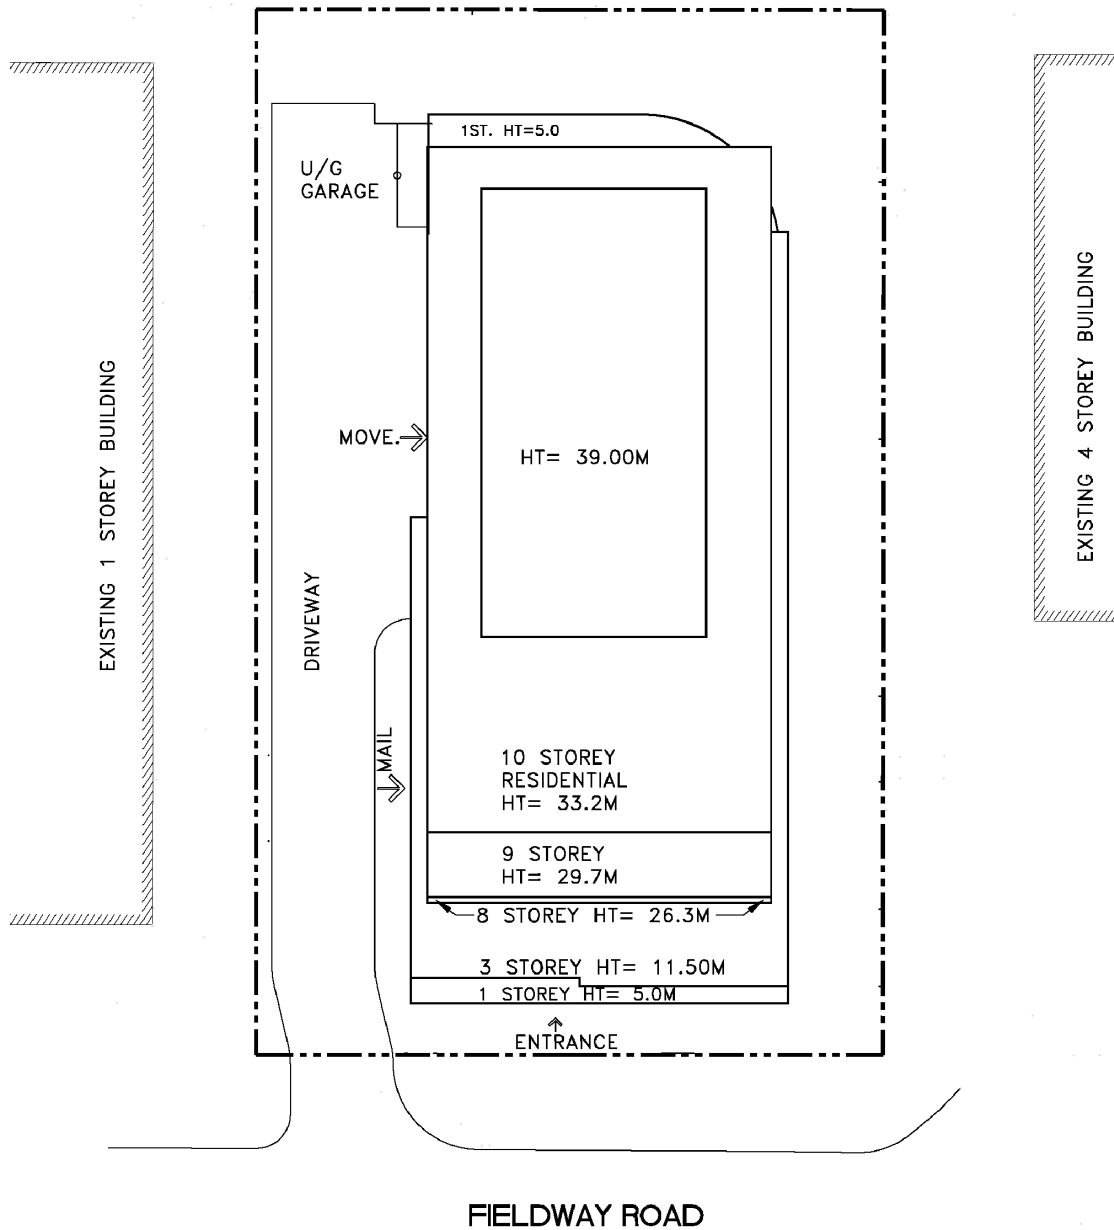 1ST. HT=5.0
U/G
GARAGE
EXISTING 4 STOREY BUILDING
EXISTING 1 STOREY BUILDING
MOVE.
HT= 39.00M
DRIVEWAY
MAIL
10 STOREY
RESIDENTIAL
HT= 33.2M
9 STOREY
HT= 29.7M
8 STOREY HT= 26.3M
3 STOREY HT= 11.50M
1 STOREY HT= 5.0M
ENTRANCE
FIELDWAY ROAD